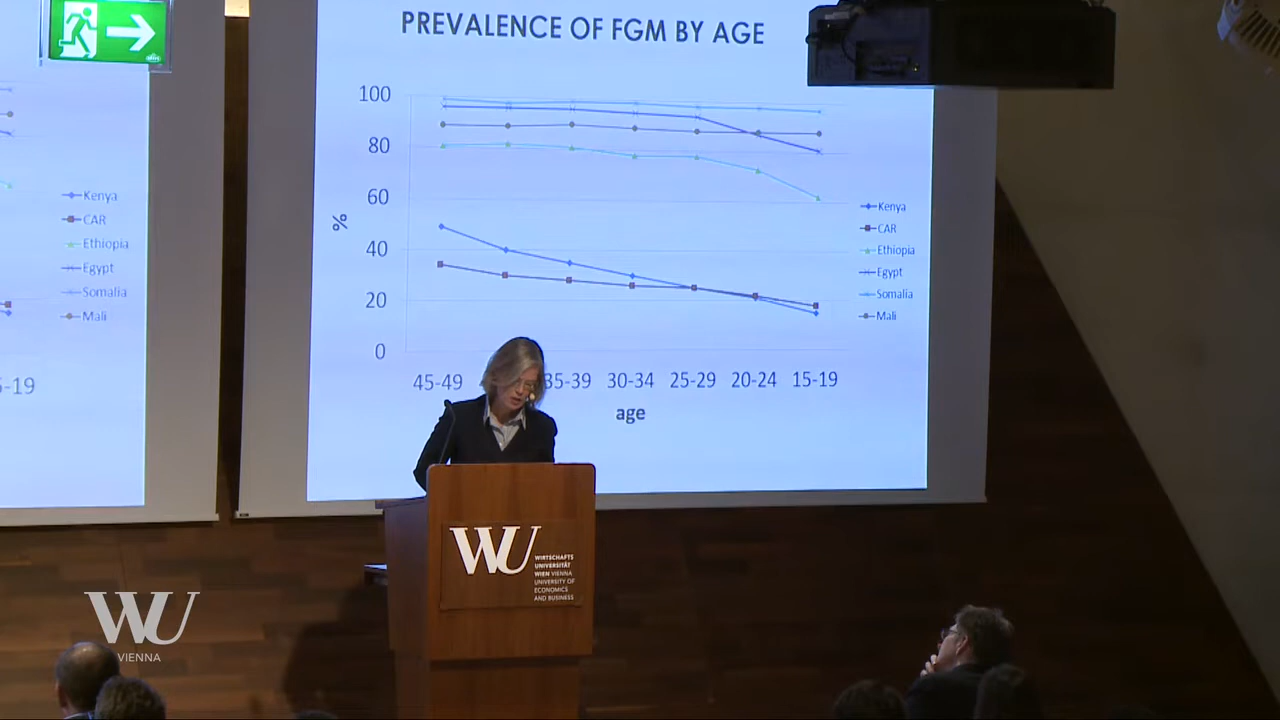 PREVALENCE OF FGM BY AGE
100
80
60
40
20
0
%
45-49
35-39
30-34
25-29
20-24
15-19
age
Kenya
CAR
Ethiopia
Egypt
Somalia
Mali
Kenya
CAR
Ethiopia
Egypt
Somalia
Mali
5-19
WU
WIRTSCHAFTS
UNIVERSITÄT
WIEN VIENNA
UNIVERSITY OF
ECONOMICS
AND BUSINESS
WU
VIENNA